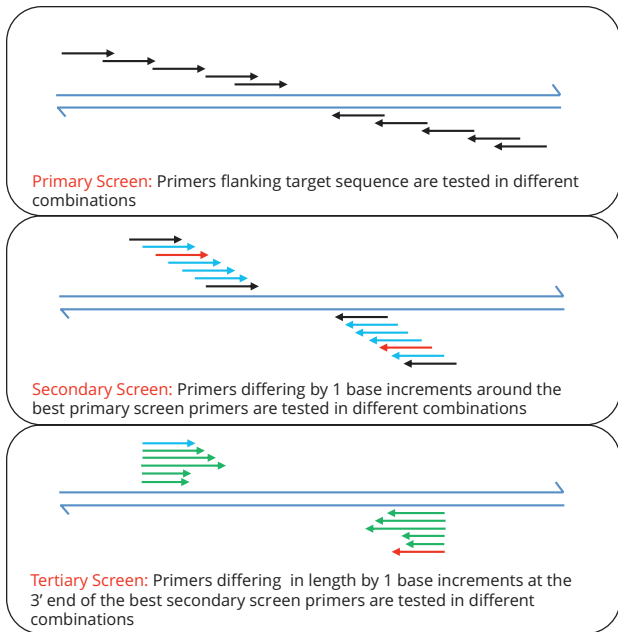 Primary Screen: Primers flanking target sequence are tested in different
combinations
Secondary Screen: Primers differing by 1 base increments around the
best primary screen primers are tested in different combinations
Tertiary Screen: Primers differing  in length by 1 base increments at the
3′ end of the best secondary screen primers are tested in different
combinations